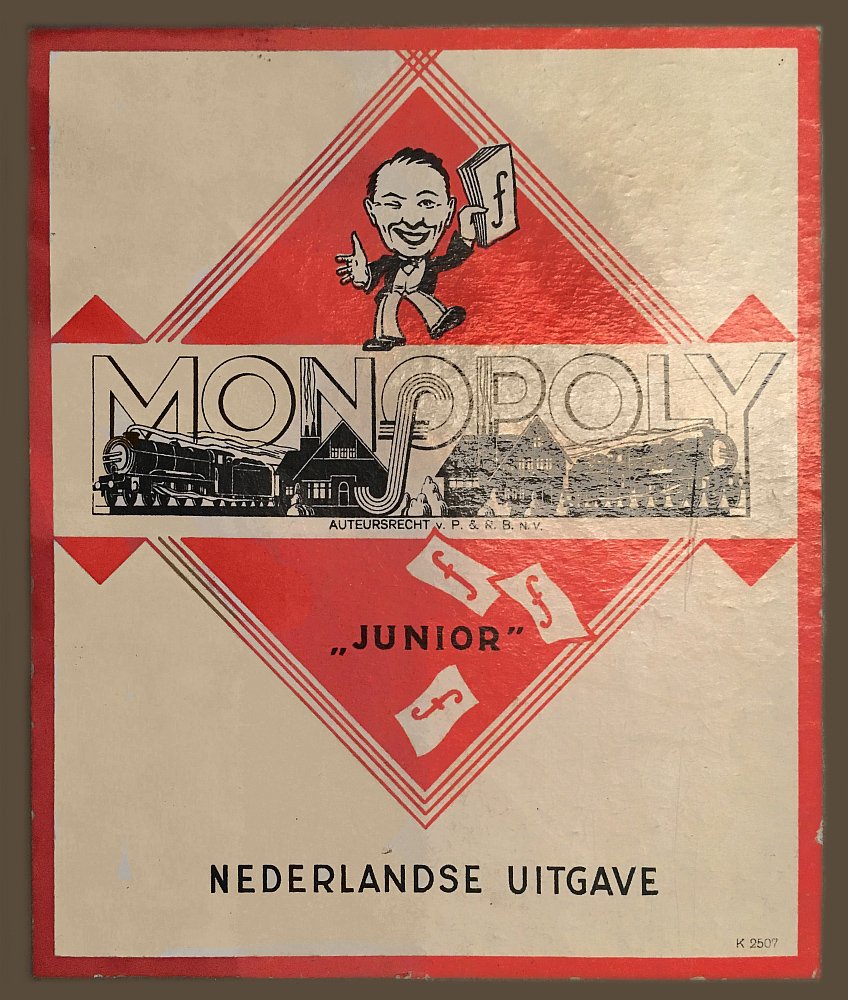 ƒ
MONOPOLY
ƒ
AUTEURSRECHT v. P. & R. B. N.V.
ƒ
ƒ
„JUNIOR”
ƒ
NEDERLANDSE UITGAVE
K 2507